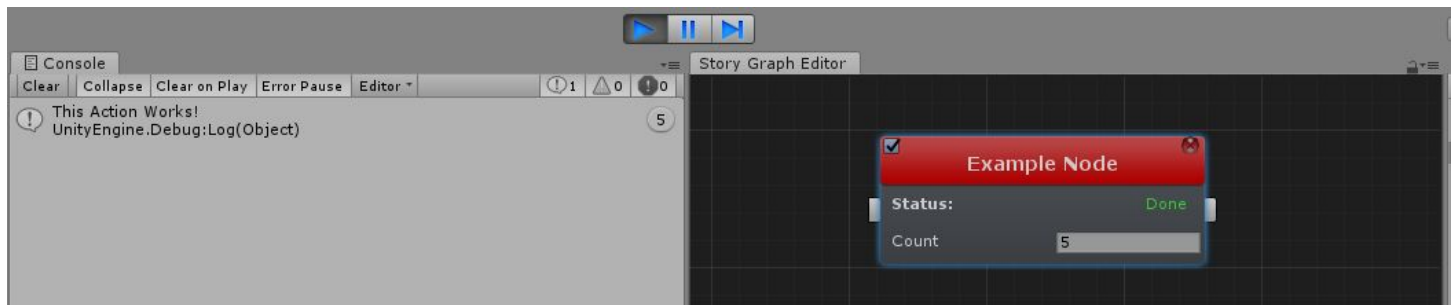 Console
Clear Collapse Clear on Play Error Pause Editor 1 0 0
This Action Works!
UnityEngine.Debug:Log(Object)
5
Story Graph Editor
Example Node
Status: Done
Count 5